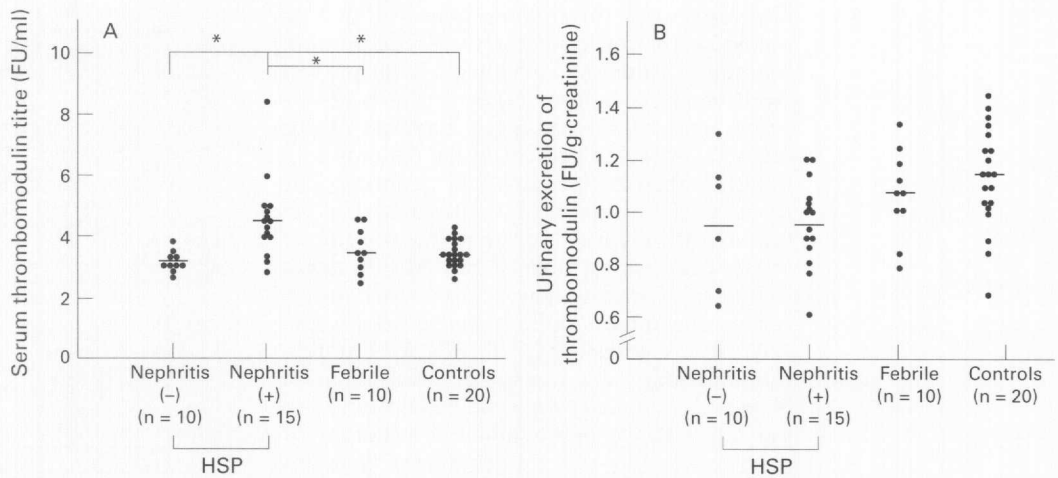 A
Serum thrombomodulin titre (FU/ml)
10
8
6
4
2
0
* *
*
Nephritis Nephritis Febrile Controls
(–) (+) (n = 10) (n = 20)
(n = 10) (n = 15)
HSP
B
Urinary excretion of
thrombomodulin (FU/g·creatinine)
1.6
1.4
1.2
1.0
0.8
0.6
0
Nephritis Nephritis Febrile Controls
(–) (+) (n = 10) (n = 20)
(n = 10) (n = 15)
HSP